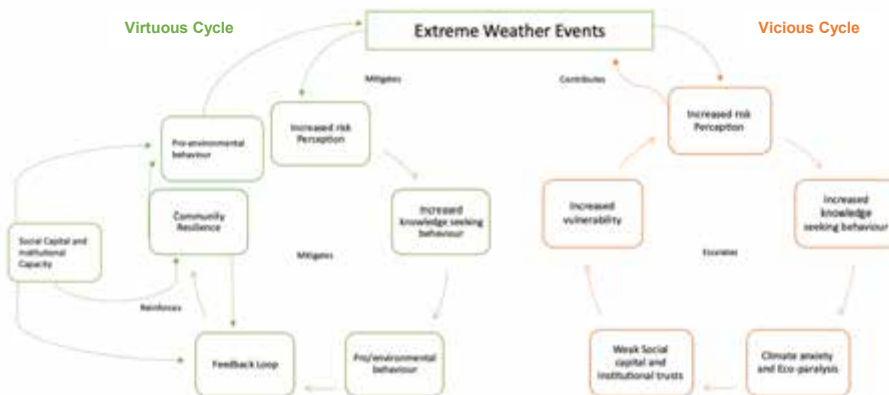 Virtuous Cycle
Extreme Weather Events
Vicious Cycle
Mitigates
Contributes
Pro-environmental
behaviour
Increased risk
Perception
Increased risk
Perception
Social Capital and
Institutional
Capacity
Community
Resilience
Increased
knowledge seeking
behaviour
Increased
vulnerability
Increased
knowledge
seeking behaviour
Mitigates
Escalates
Reinforces
Feedback Loop
Pro/environmental
behaviour
Weak Social
capital and
institutional trusts
Climate anxiety
and Eco-paralysis